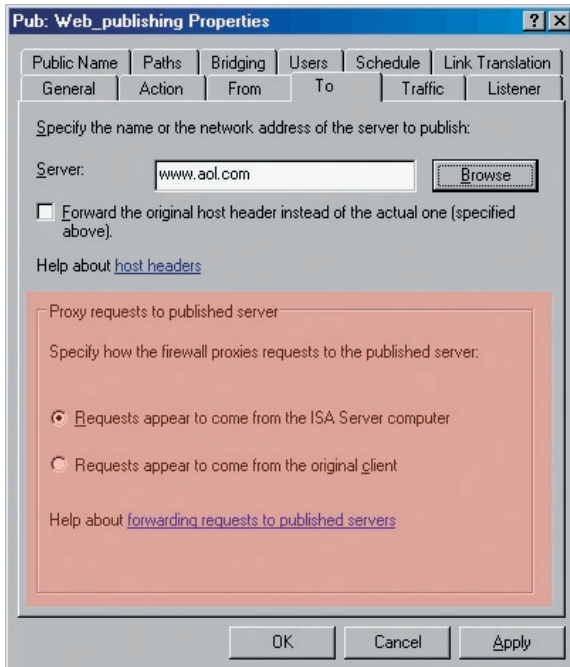 Pub: Web_publishing Properties
Public Name Paths Bridging Users Schedule Link Translation
General Action From To Traffic Listener
Specify the name or the network address of the server to publish:
Server: www.aol.com Browse
Forward the original host header instead of the actual one (specified
above).
Help about host headers
Proxy requests to published server
Specify how the firewall proxies requests to the published server:
Requests appear to come from the ISA Server computer
Requests appear to come from the original client
Help about forwarding requests to published servers
OK Cancel Apply